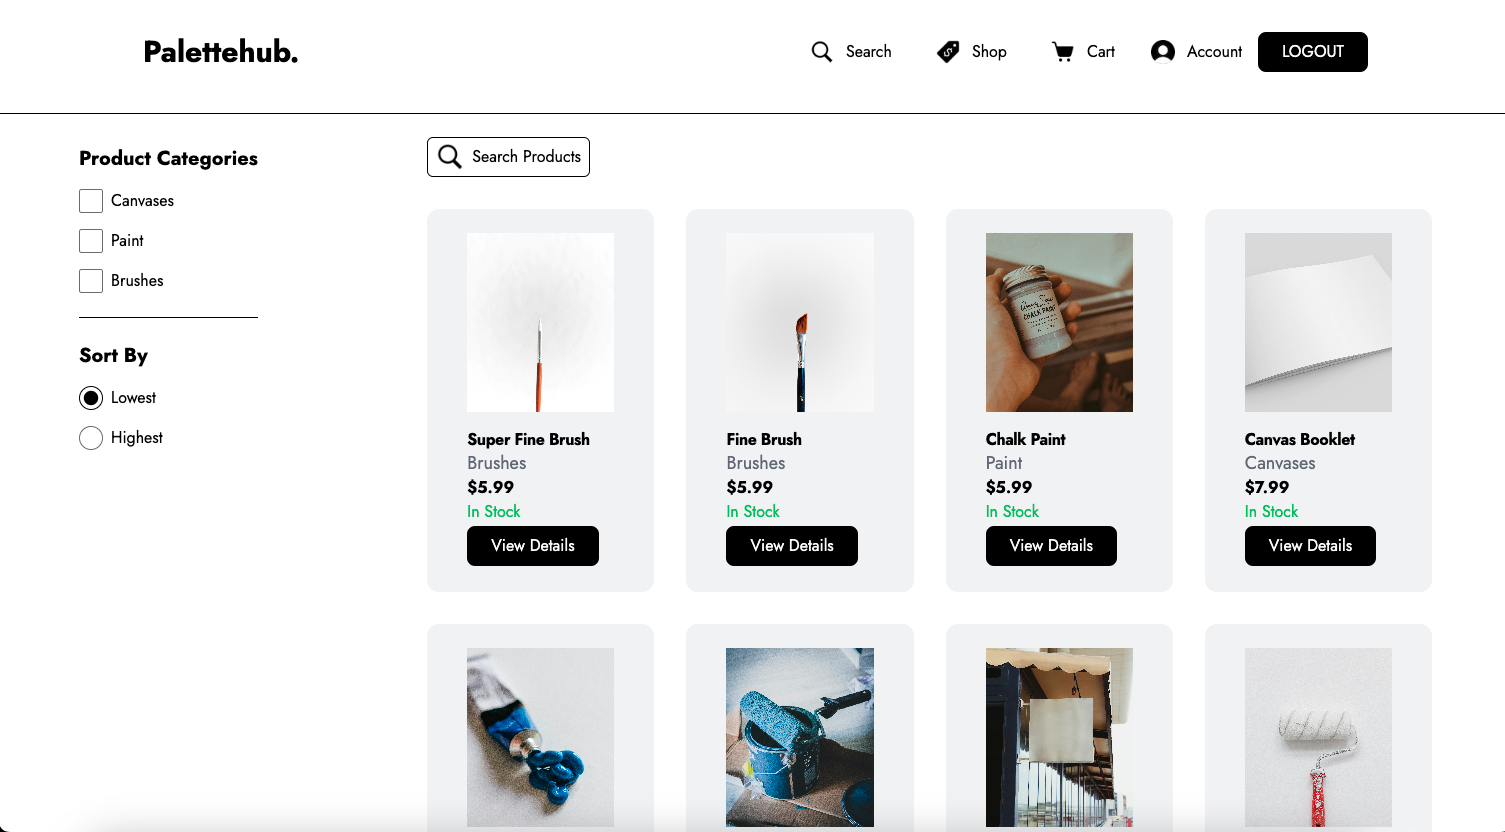 Palettehub.
Search
Shop
Cart
Account
LOGOUT
Product Categories
Canvases
Paint
Brushes
Sort By
Lowest
Highest
Search Products
Super Fine Brush
Brushes
$5.99
In Stock
View Details
Fine Brush
Brushes
$5.99
In Stock
View Details
CHALK PAINT
Chalk Paint
Paint
$5.99
In Stock
View Details
Canvas Booklet
Canvases
$7.99
In Stock
View Details